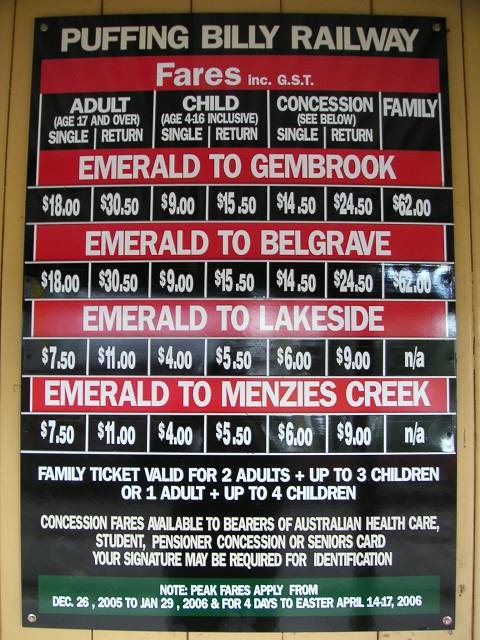 PUFFING BILLY RAILWAY
Fares inc. G.S.T.
ADULT CHILD CONCESSION FAMILY
(AGE 17 AND OVER) (AGE 4-16 INCLUSIVE) (SEE BELOW)
SINGLE RETURN SINGLE RETURN SINGLE RETURN
EMERALD TO GEMBROOK
$18.00 $30.50 $9.00 $15.50 $14.50 $24.50 $62.00
EMERALD TO BELGRAVE
$18.00 $30.50 $9.00 $15.50 $14.50 $24.50 $62.00
EMERALD TO LAKESIDE
$7.50 $11.00 $4.00 $5.50 $6.00 $9.00 n/a
EMERALD TO MENZIES CREEK
$7.50 $11.00 $4.00 $5.50 $6.00 $9.00 n/a
FAMILY TICKET VALID FOR 2 ADULTS + UP TO 3 CHILDREN
OR 1 ADULT + UP TO 4 CHILDREN
CONCESSION FARES AVAILABLE TO BEARERS OF AUSTRALIAN HEALTH CARE,
STUDENT, PENSIONER CONCESSION OR SENIORS CARD
YOUR SIGNATURE MAY BE REQUIRED FOR IDENTIFICATION
NOTE: PEAK FARES APPLY FROM
DEC. 26 , 2005 TO JAN 29 , 2006 & FOR 4 DAYS TO EASTER APRIL 14-17, 2006